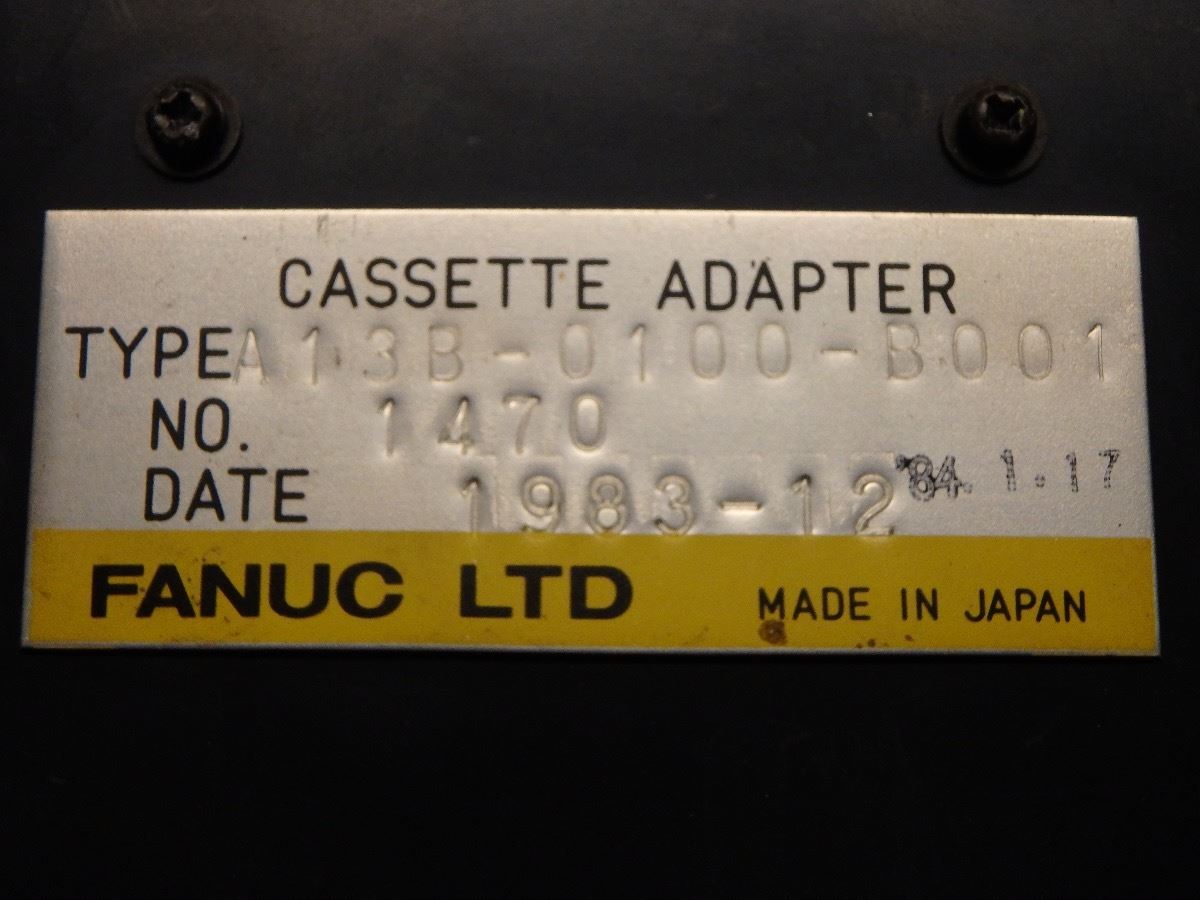 CASSETTE ADAPTER
TYPE A13B-0100-B001
NO. 1470
DATE 1983-12 '84. 1.17
FANUC LTD MADE IN JAPAN